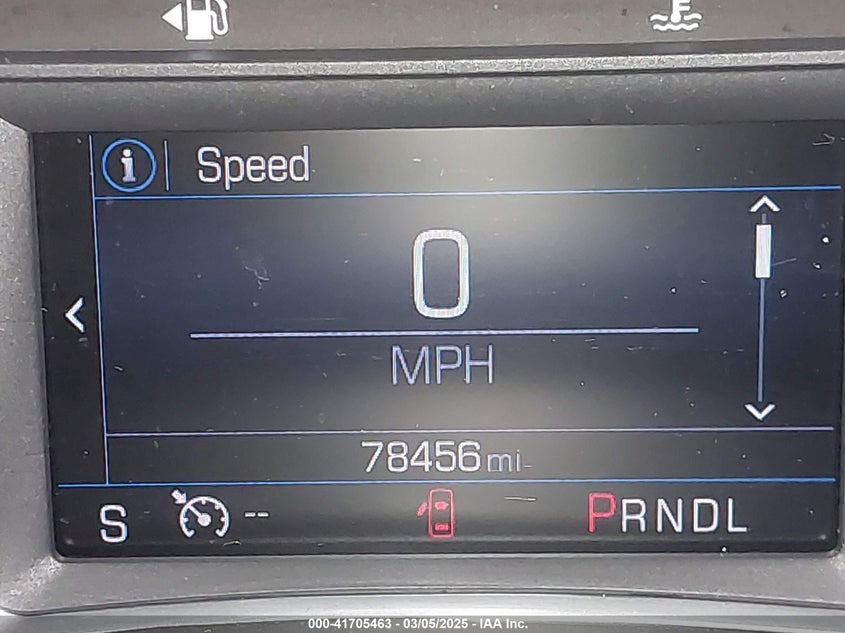 Speed
0
MPH
78456 mi
S -- PRNDL
000-41705463 - 03/05/2025 - IAA Inc.